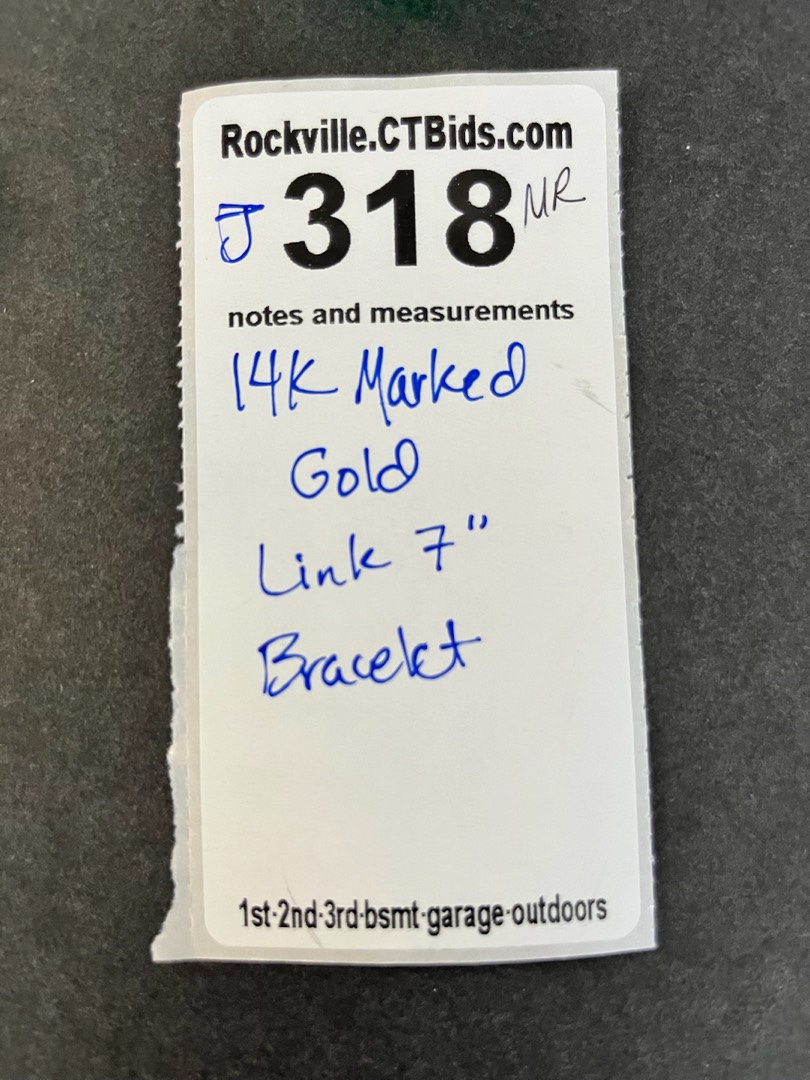 Rockville.CTBids.com
J 318 MR
notes and measurements
14K Marked
Gold
Link 7"
Bracelet
1st·2nd·3rd·bsmt·garage·outdoors